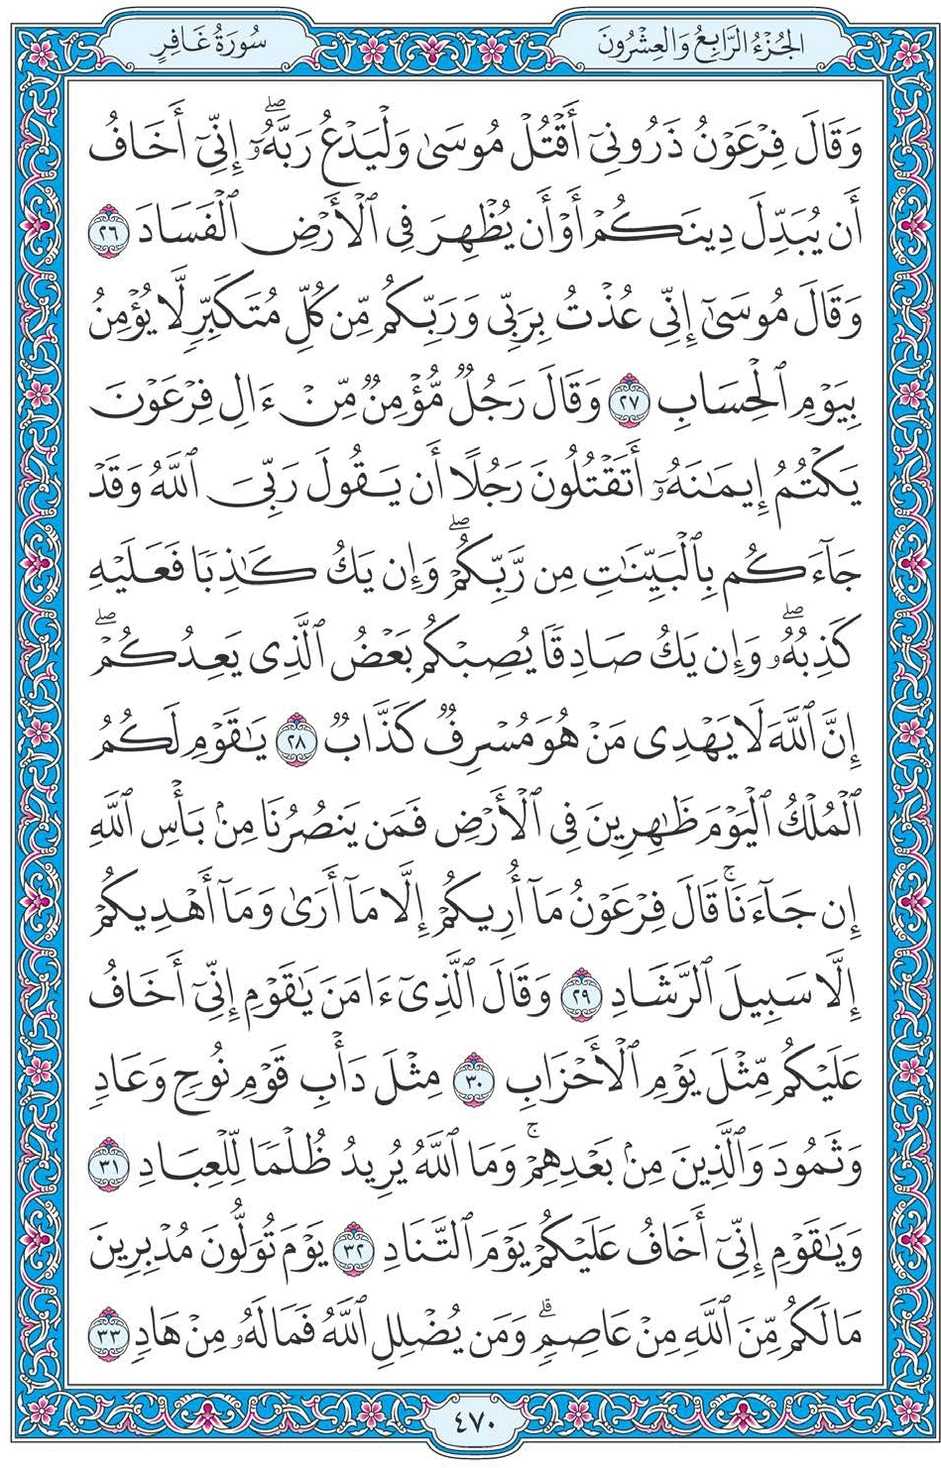 الجُزْءُ الرَّابِعُ وَالعِشْرُونَ
سُورَةُ غَافِرٍ
وَقَالَ فِرْعَوْنُ ذَرُونِيٓ أَقْتُلْ مُوسَىٰ وَلْيَدْعُ رَبَّهُۥٓۖ إِنِّيٓ أَخَافُ
أَن يُبَدِّلَ دِينَكُمْ أَوْ أَن يُظْهِرَ فِي ٱلْأَرْضِ ٱلْفَسَادَ ٢٦
وَقَالَ مُوسَىٰٓ إِنِّي عُذْتُ بِرَبِّي وَرَبِّكُم مِّن كُلِّ مُتَكَبِّرٖ لَّا يُؤْمِنُ
بِيَوْمِ ٱلْحِسَابِ ٢٧ وَقَالَ رَجُلٞ مُّؤْمِنٞ مِّنْ ءَالِ فِرْعَوْنَ
يَكْتُمُ إِيمَٰنَهُۥٓ أَتَقْتُلُونَ رَجُلًا أَن يَقُولَ رَبِّيَ ٱللَّهُ وَقَدْ
جَآءَكُم بِٱلْبَيِّنَٰتِ مِن رَّبِّكُمْۖ وَإِن يَكُ كَٰذِبٗا فَعَلَيْهِ
كَذِبُهُۥۖ وَإِن يَكُ صَادِقٗا يُصِبْكُم بَعْضُ ٱلَّذِي يَعِدُكُمْۖ
إِنَّ ٱللَّهَ لَا يَهْدِي مَنْ هُوَ مُسْرِفٞ كَذَّابٞ ٢٨ يَٰقَوْمِ لَكُمُ
ٱلْمُلْكُ ٱلْيَوْمَ ظَٰهِرِينَ فِي ٱلْأَرْضِ فَمَن يَنصُرُنَا مِنۢ بَأْسِ ٱللَّهِ
إِن جَآءَنَاۚ قَالَ فِرْعَوْنُ مَآ أُرِيكُمْ إِلَّا مَآ أَرَىٰ وَمَآ أَهْدِيكُمْ
إِلَّا سَبِيلَ ٱلرَّشَادِ ٢٩ وَقَالَ ٱلَّذِيٓ ءَامَنَ يَٰقَوْمِ إِنِّيٓ أَخَافُ
عَلَيْكُم مِّثْلَ يَوْمِ ٱلْأَحْزَابِ ٣٠ مِثْلَ دَأْبِ قَوْمِ نُوحٖ وَعَادٖ
وَثَمُودَ وَٱلَّذِينَ مِنۢ بَعْدِهِمْۚ وَمَا ٱللَّهُ يُرِيدُ ظُلْمٗا لِّلْعِبَادِ ٣١
وَيَٰقَوْمِ إِنِّيٓ أَخَافُ عَلَيْكُمْ يَوْمَ ٱلتَّنَادِ ٣٢ يَوْمَ تُوَلُّونَ مُدْبِرِينَ
مَا لَكُم مِّنَ ٱللَّهِ مِنْ عَاصِمٖۗ وَمَن يُضْلِلِ ٱللَّهُ فَمَا لَهُۥ مِنْ هَادٖ ٣٣
٤٧٠